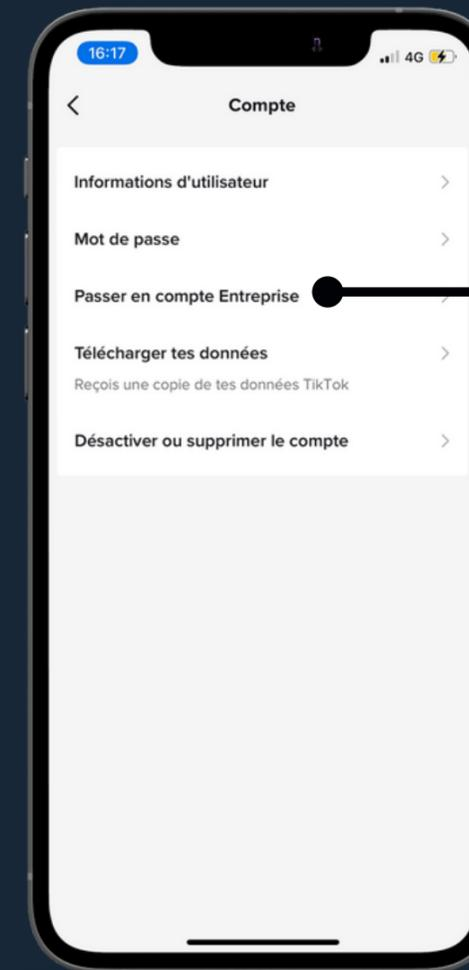 16:17
4G
Compte
Informations d'utilisateur
Mot de passe
Passer en compte Entreprise
Télécharger tes données
Reçois une copie de tes données TikTok
Désactiver ou supprimer le compte